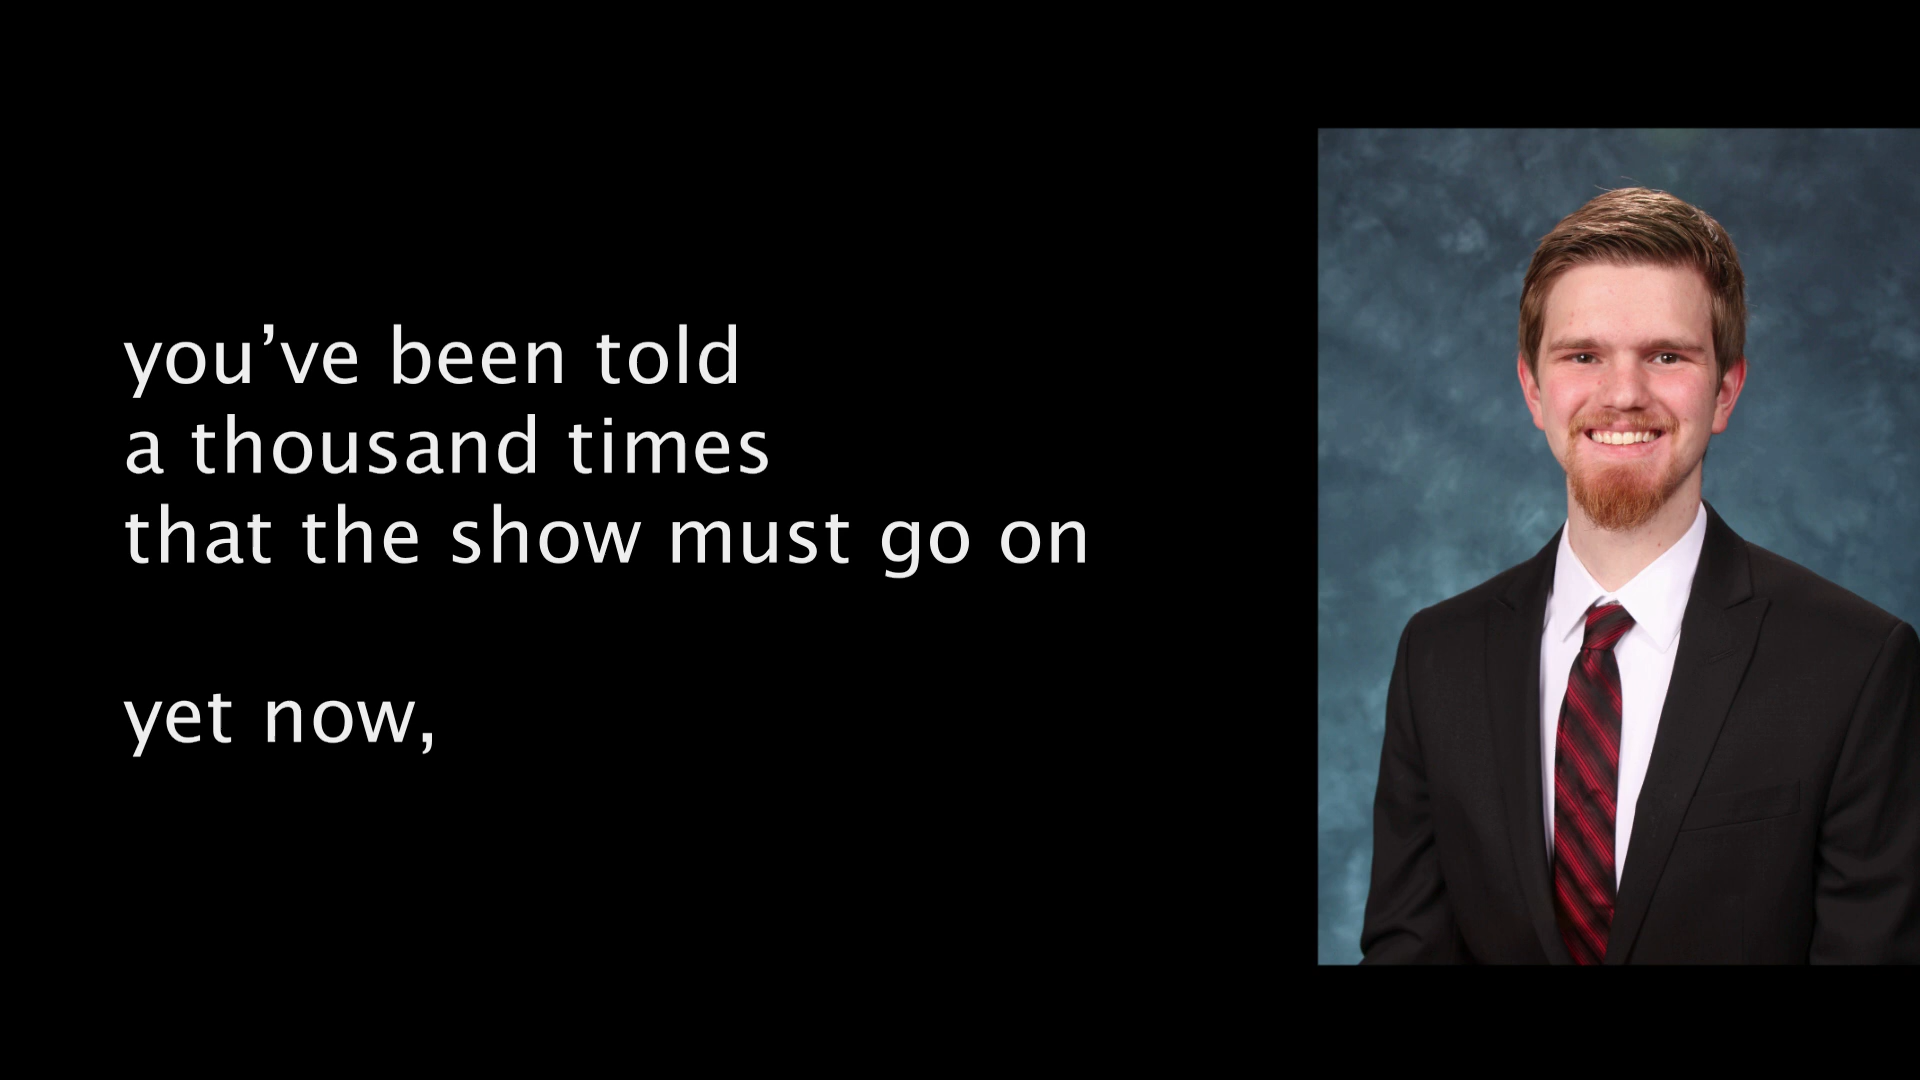 you’ve been told
a thousand times
that the show must go on
yet now,